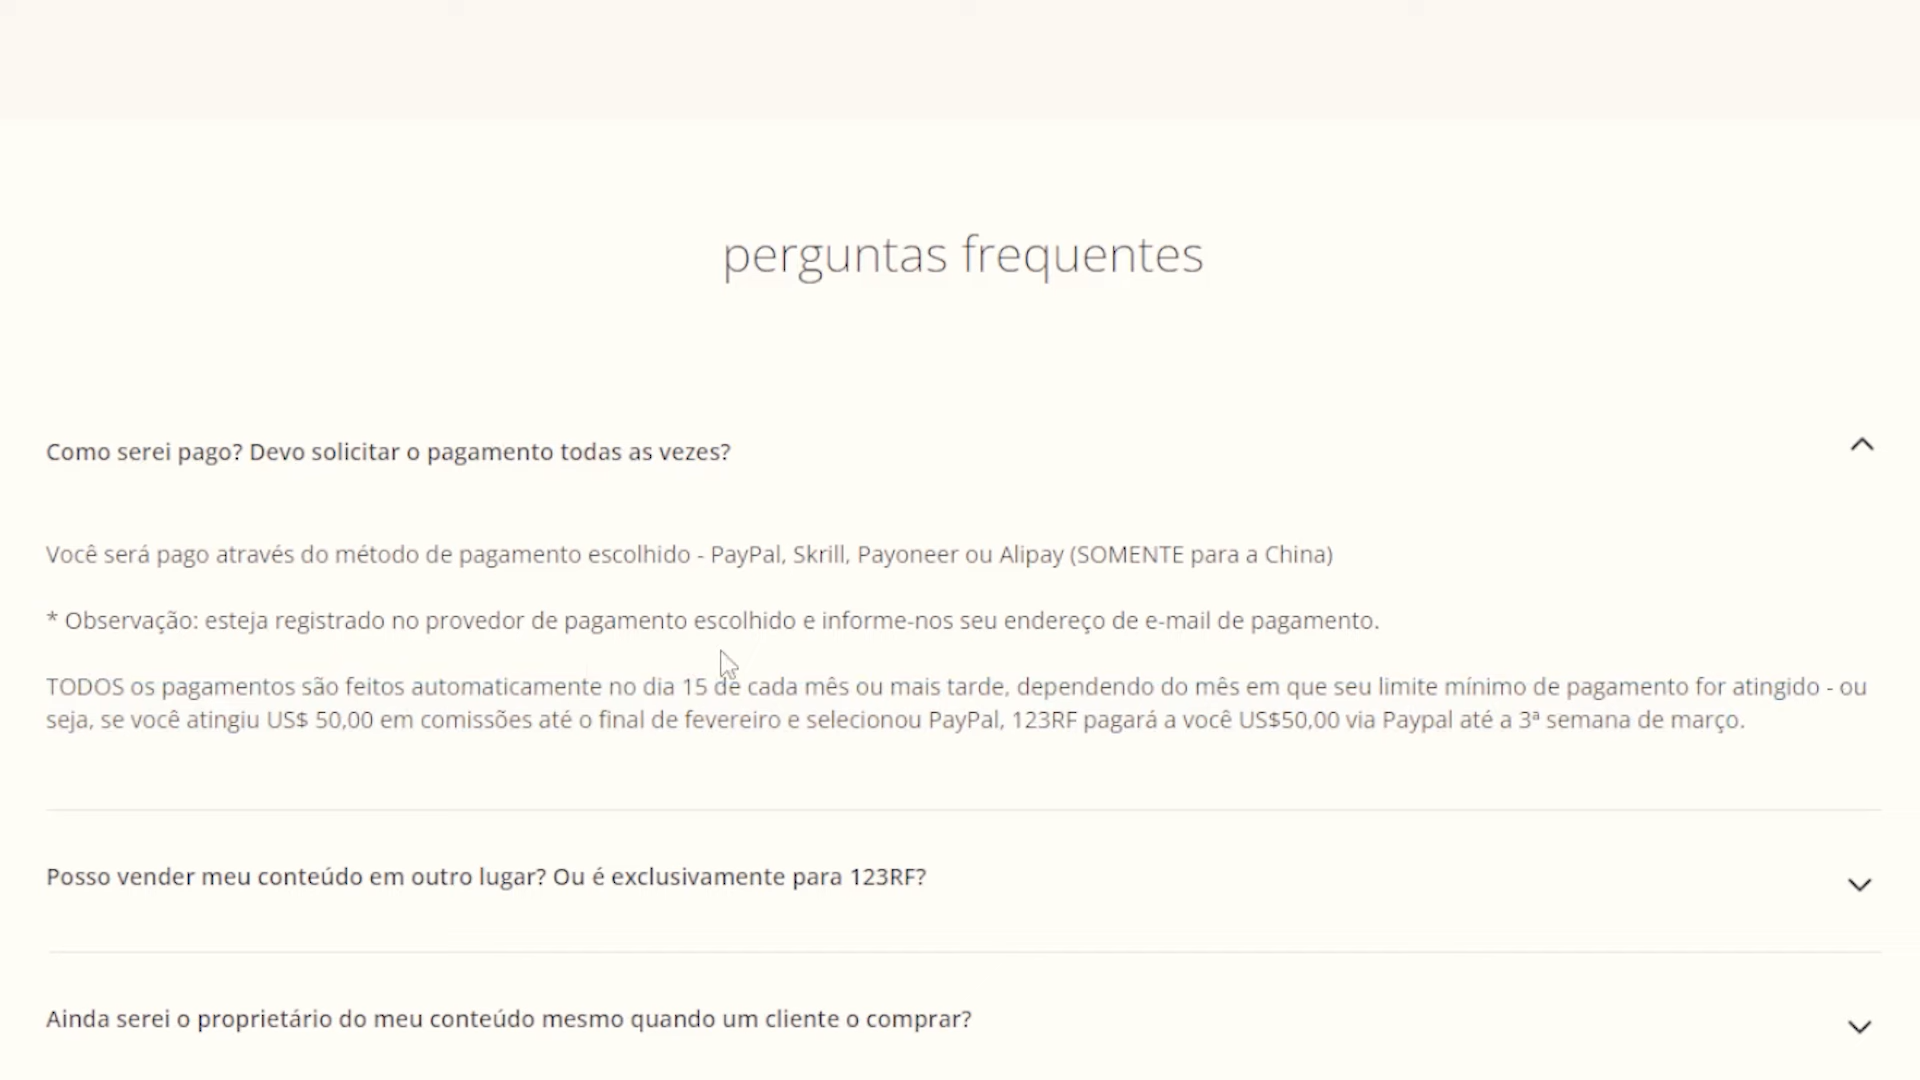 perguntas frequentes
Como serei pago? Devo solicitar o pagamento todas as vezes?
Você será pago através do método de pagamento escolhido - PayPal, Skrill, Payoneer ou Alipay (SOMENTE para a China)
* Observação: esteja registrado no provedor de pagamento escolhido e informe-nos seu endereço de e-mail de pagamento.
TODOS os pagamentos são feitos automaticamente no dia 15 de cada mês ou mais tarde, dependendo do mês em que seu limite mínimo de pagamento for atingido - ou
seja, se você atingiu US$ 50,00 em comissões até o final de fevereiro e selecionou PayPal, 123RF pagará a você US$50,00 via Paypal até a 3ª semana de março.
Posso vender meu conteúdo em outro lugar? Ou é exclusivamente para 123RF?
Ainda serei o proprietário do meu conteúdo mesmo quando um cliente o comprar?